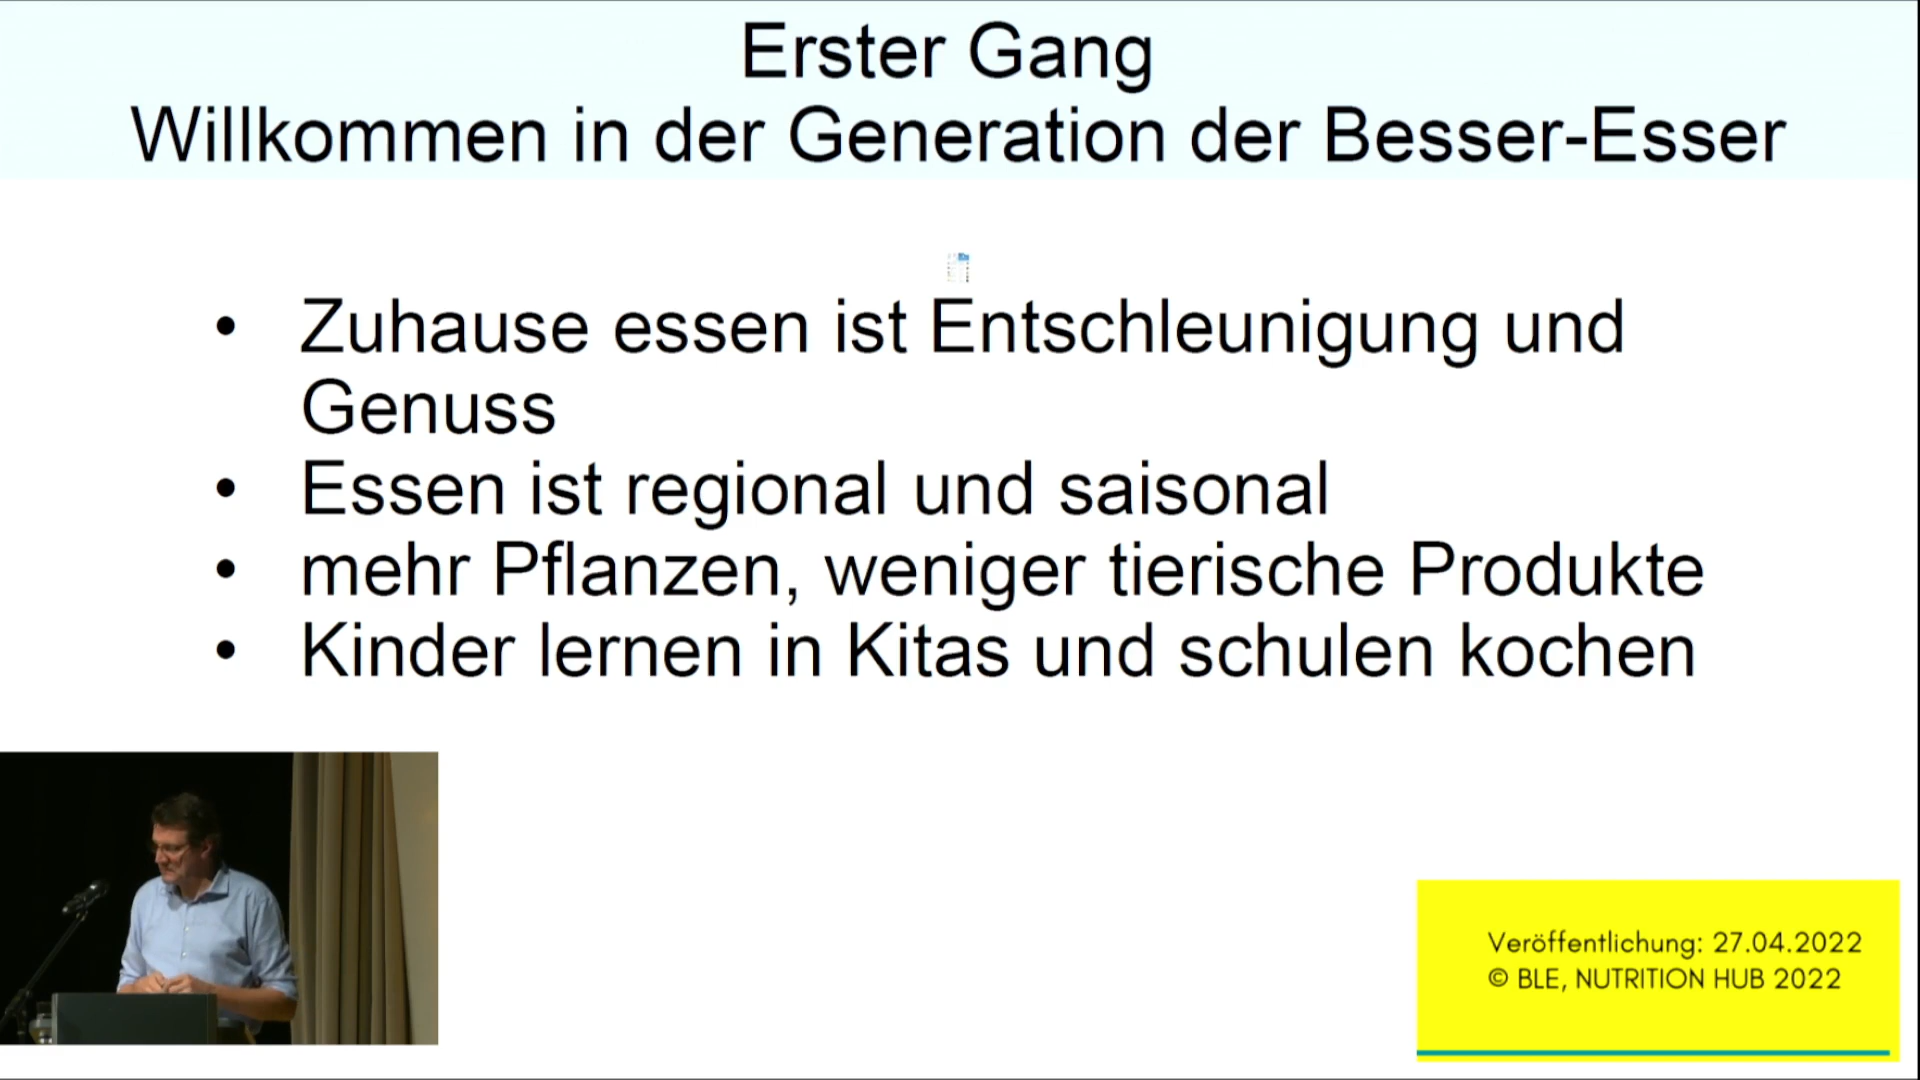 Erster Gang
Willkommen in der Generation der Besser-Esser
• Zuhause essen ist Entschleunigung und
Genuss
• Essen ist regional und saisonal
• mehr Pflanzen, weniger tierische Produkte
• Kinder lernen in Kitas und schulen kochen
Veröffentlichung: 27.04.2022
© BLE, NUTRITION HUB 2022